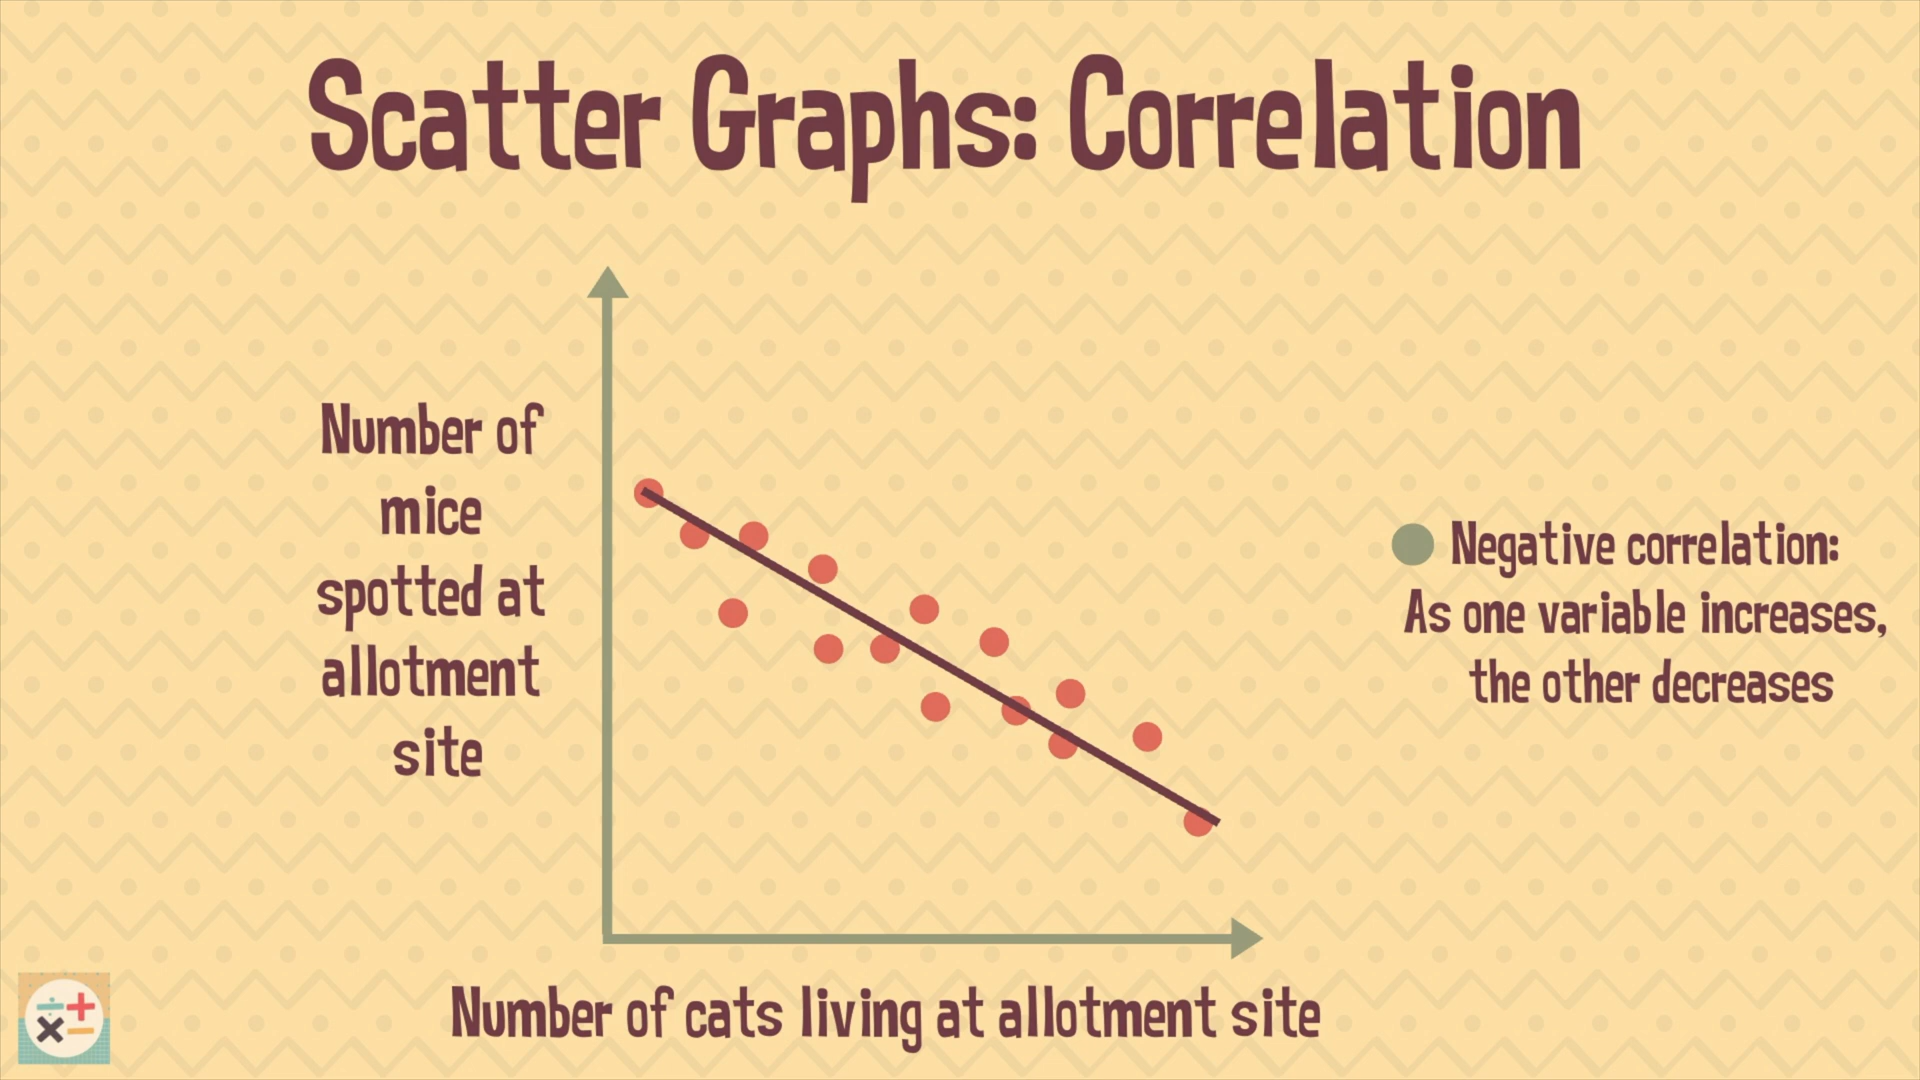 Scatter Graphs: Correlation
Number of
mice
spotted at
allotment
site
Negative correlation:
As one variable increases,
the other decreases
Number of cats living at allotment site